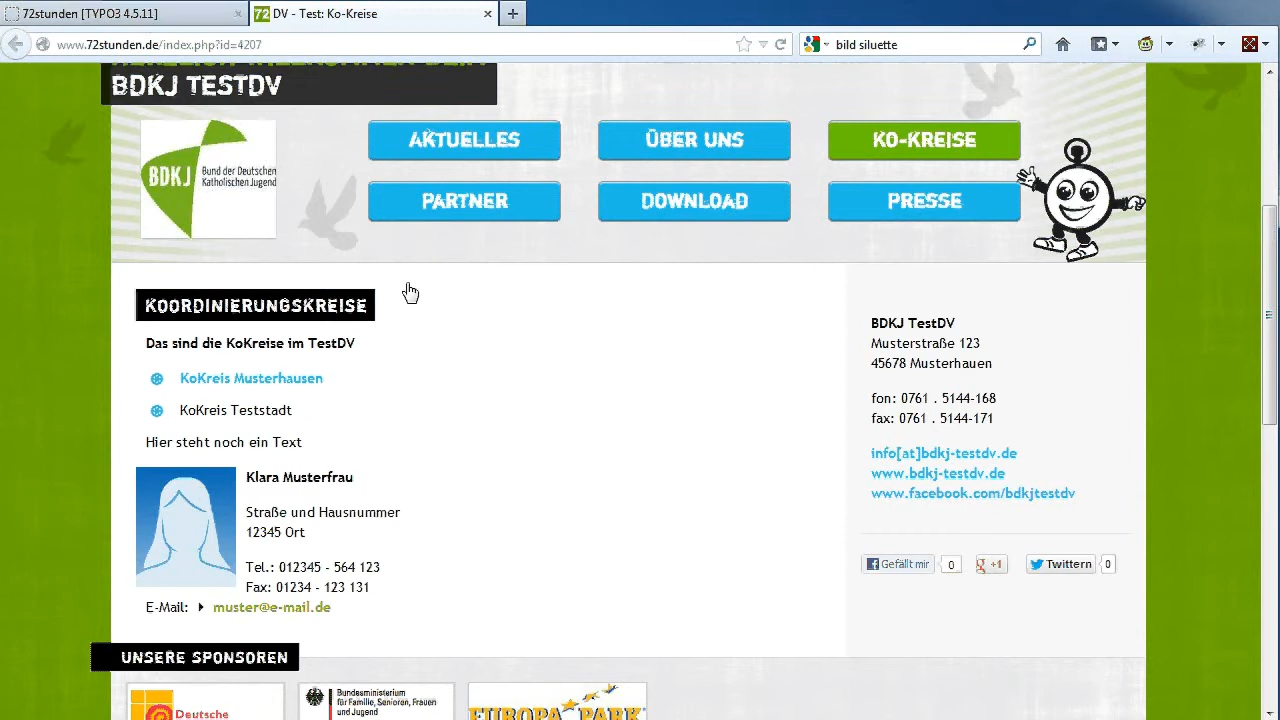 72stunden [TYPO3 4.5.11]
72 DV - Test: Ko-Kreise
www.72stunden.de/index.php?id=4207
bild siluette
BDKJ TESTDV
BDKJ
Bund der Deutschen
Katholischen Jugend
AKTUELLES
ÜBER UNS
KO-KREISE
PARTNER
DOWNLOAD
PRESSE
KOORDINIERUNGSKREISE
Das sind die KoKreise im TestDV
KoKreis Musterhausen
KoKreis Teststadt
Hier steht noch ein Text
Klara Musterfrau
Straße und Hausnummer
12345 Ort
Tel.: 012345 - 564 123
Fax: 01234 - 123 131
E-Mail: muster@e-mail.de
BDKJ TestDV
Musterstraße 123
45678 Musterhauen
fon: 0761 . 5144-168
fax: 0761 . 5144-171
info[at]bdkj-testdv.de
www.bdkj-testdv.de
www.facebook.com/bdkjtestdv
Gefällt mir 0
+1
Twittern 0
UNSERE SPONSOREN
Deutsche
Bundesministerium
für Familie, Senioren, Frauen
und Jugend
EUROPA PARK